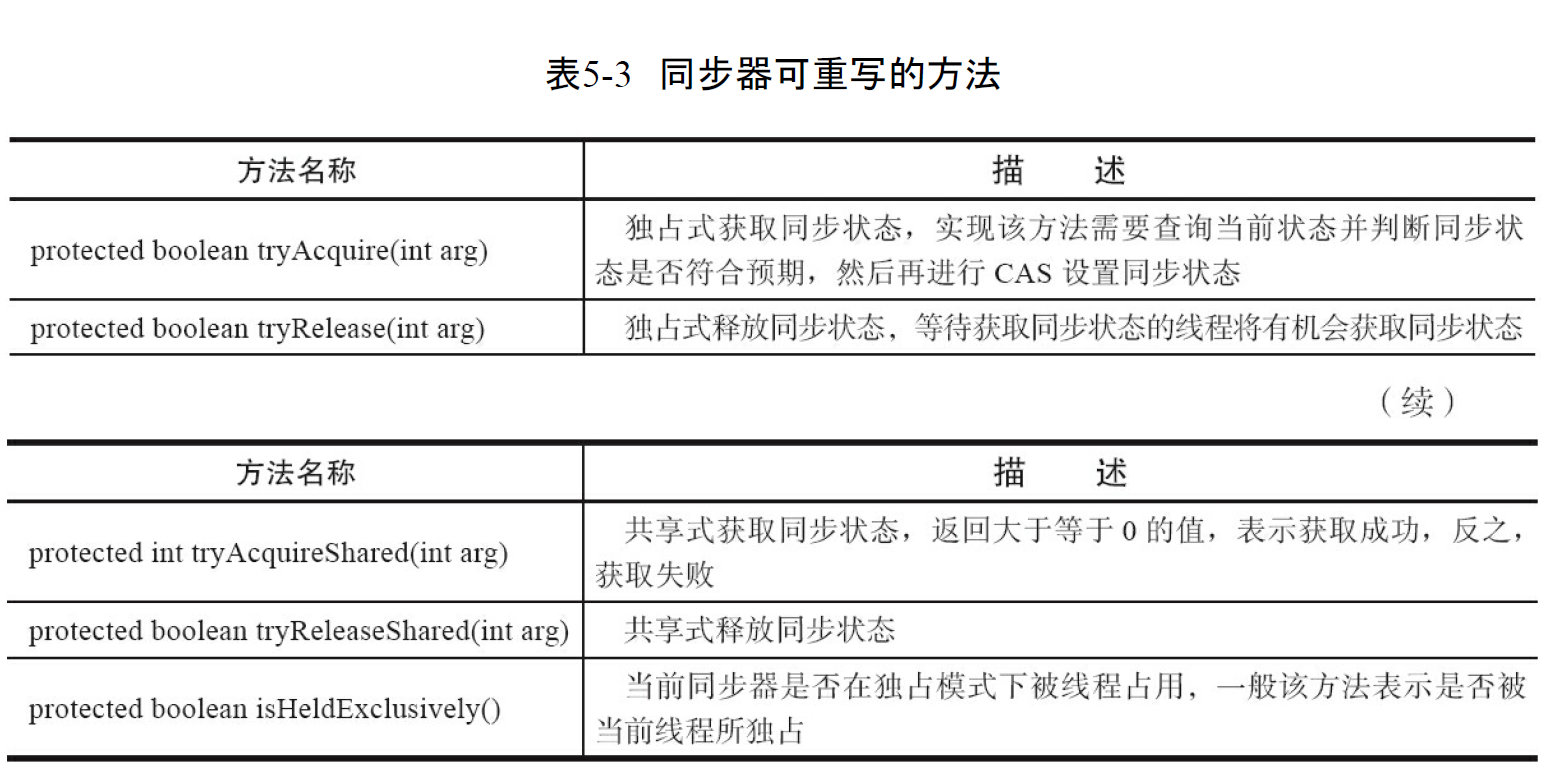 表5-3 同步器可重写的方法
方法名称 描 述
protected boolean tryAcquire(int arg) 独占式获取同步状态，实现该方法需要查询当前状态并判断同步状
态是否符合预期，然后再进行 CAS 设置同步状态
protected boolean tryRelease(int arg) 独占式释放同步状态，等待获取同步状态的线程将有机会获取同步状态
（续）
方法名称 描 述
protected int tryAcquireShared(int arg) 共享式获取同步状态，返回大于等于 0 的值，表示获取成功，反之，
获取失败
protected boolean tryReleaseShared(int arg) 共享式释放同步状态
protected boolean isHeldExclusively() 当前同步器是否在独占模式下被线程占用，一般该方法表示是否被
当前线程所独占